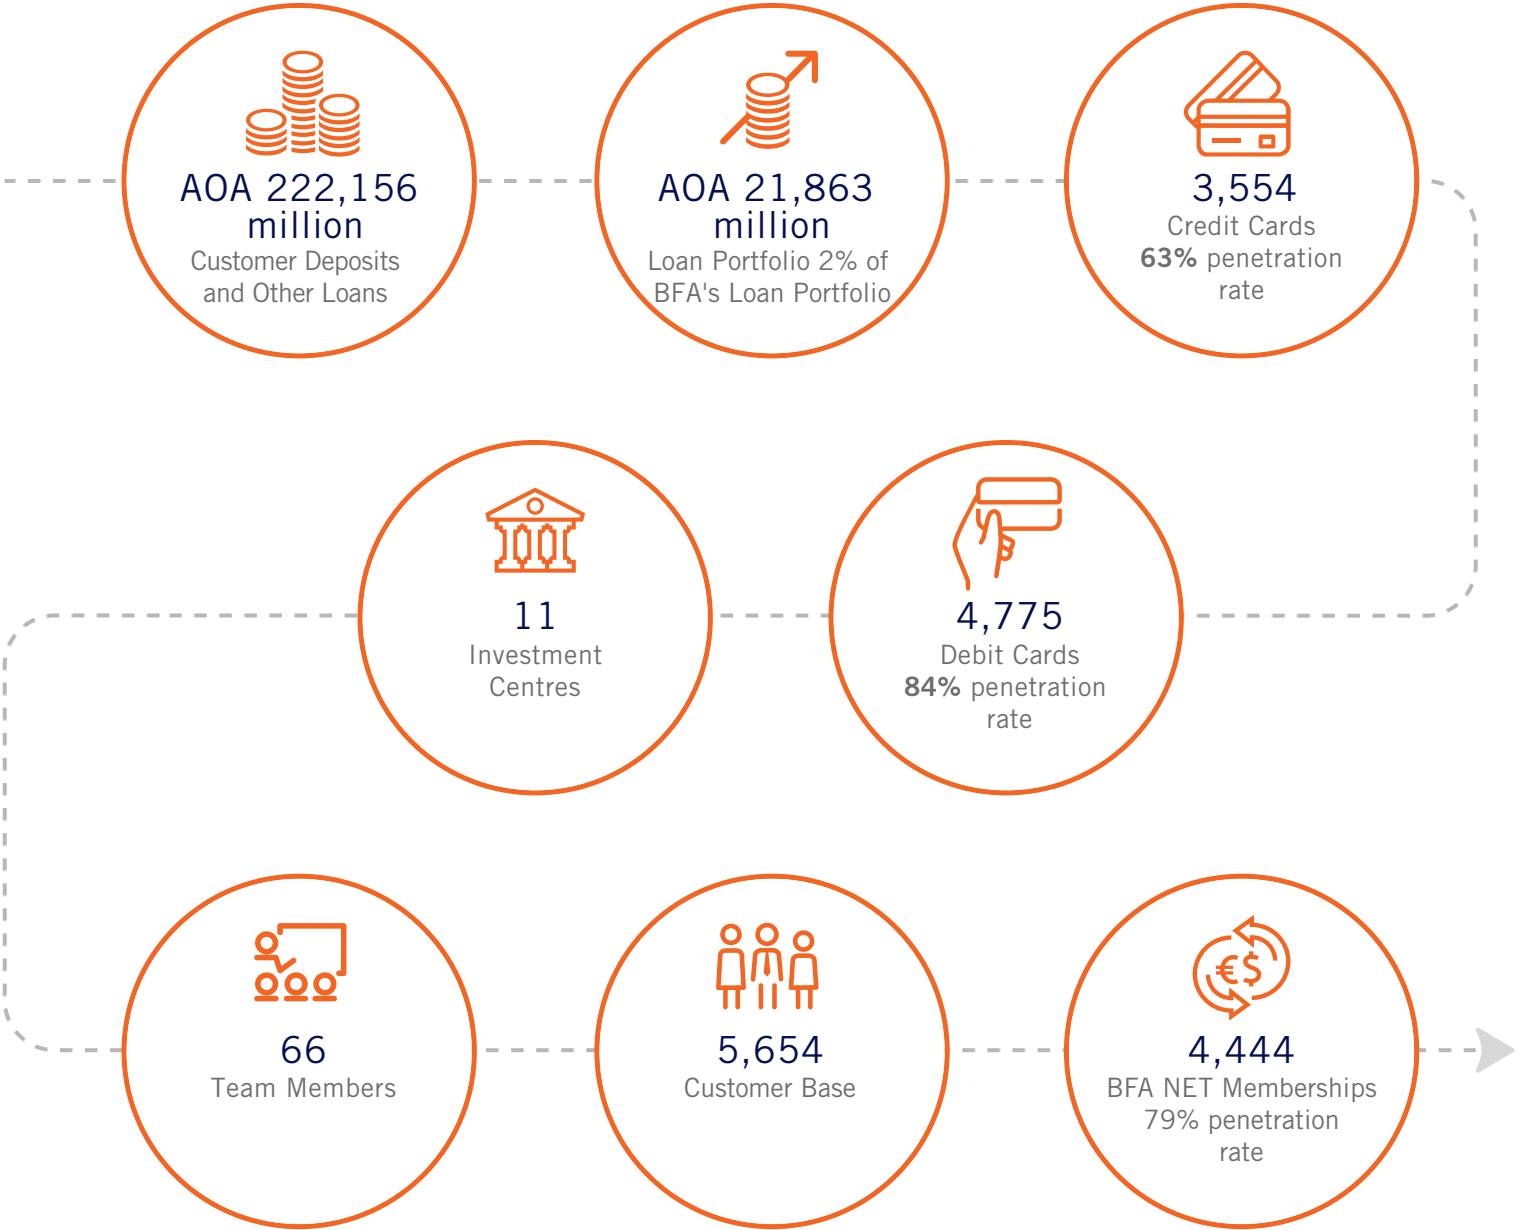 AOA 222,156
million
Customer Deposits
and Other Loans
AOA 21,863
million
Loan Portfolio 2% of
BFA's Loan Portfolio
3,554
Credit Cards
63% penetration
rate
11
Investment
Centres
4,775
Debit Cards
84% penetration
rate
66
Team Members
5,654
Customer Base
€$
4,444
BFA NET Memberships
79% penetration
rate